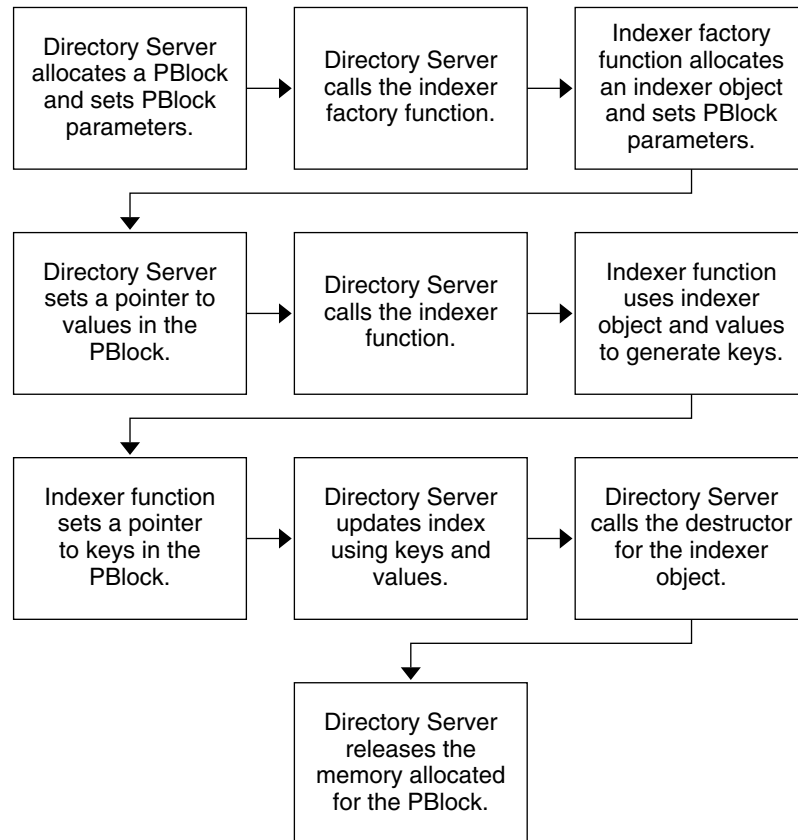 Directory Server
allocates a PBlock
and sets PBlock
parameters.
Directory Server
calls the indexer
factory function.
Indexer factory
function allocates
an indexer object
and sets PBlock
parameters.
Directory Server
sets a pointer to
values in the
PBlock.
Directory Server
calls the indexer
function.
Indexer function
uses indexer
object and values
to generate keys.
Indexer function
sets a pointer
to keys in the
PBlock.
Directory Server
updates index
using keys and
values.
Directory Server
calls the destructor
for the indexer
object.
Directory Server
releases the
memory allocated
for the PBlock.